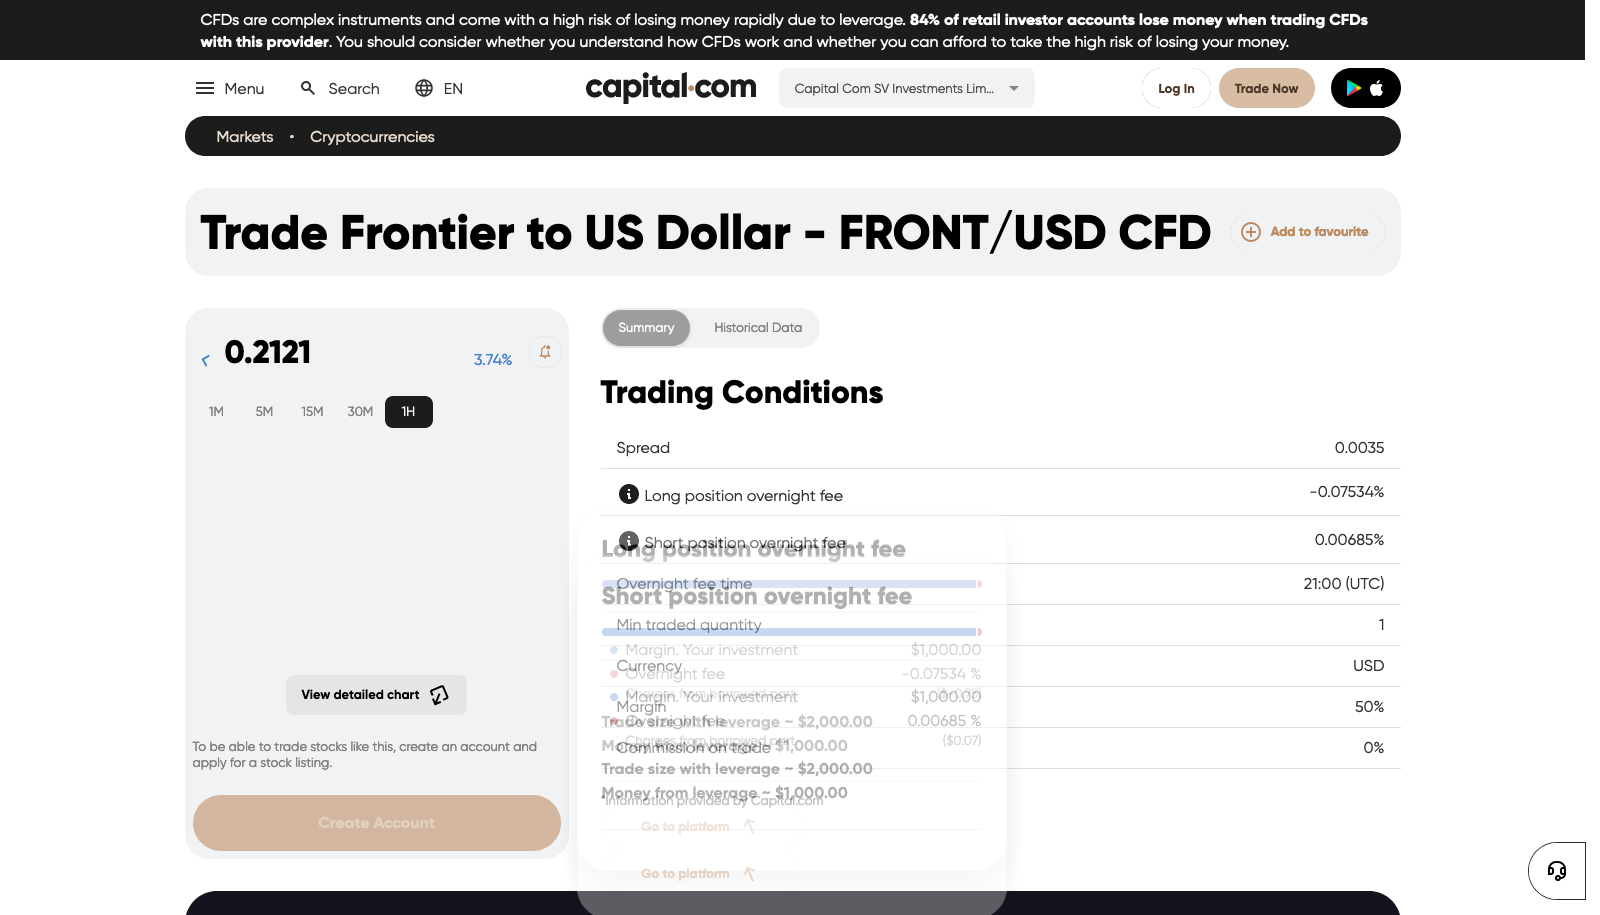 CFDs are complex instruments and come with a high risk of losing money rapidly due to leverage. 84% of retail investor accounts lose money when trading CFDs
with this provider. You should consider whether you understand how CFDs work and whether you can afford to take the high risk of losing your money.
Menu
Search
EN
capital.com
Capital Com SV Investments Lim...
Log In
Trade Now
Markets • Cryptocurrencies
Trade Frontier to US Dollar - FRONT/USD CFD
Add to favourite
0.2121
3.74%
1M 5M 15M 30M 1H
View detailed chart
To be able to trade stocks like this, create an account and
apply for a stock listing.
Create Account
Summary
Historical Data
Trading Conditions
Spread 0.0035
Long position overnight fee -0.07534%
Short position overnight fee 0.00685%
Overnight fee time 21:00 (UTC)
Min traded quantity 1
Currency USD
Margin 50%
Commission on trade 0%
Long position overnight fee
Margin. Your investment $1,000.00
Overnight fee -0.07534 %
Charges from borrowed part
Trade size with leverage ~ $2,000.00
Money from leverage ~ $1,000.00
*Information provided by Capital.com
Go to platform
Short position overnight fee
Margin. Your investment $1,000.00
Overnight fee 0.00685 %
Charges from borrowed part ($0.07)
Trade size with leverage ~ $2,000.00
Money from leverage ~ $1,000.00
Go to platform